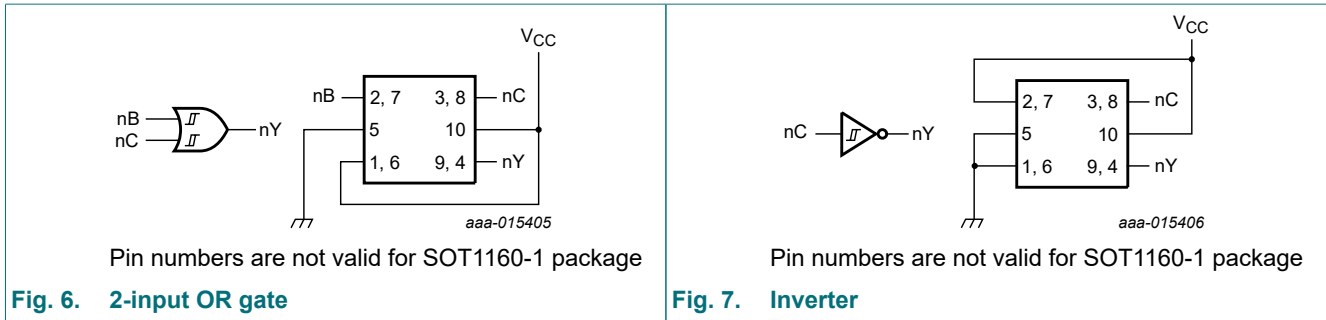 V_CC
nB
nC
nY
nB 2, 7 3, 8 nC
5 10
1, 6 9, 4 nY
aaa-015405
Pin numbers are not valid for SOT1160-1 package
Fig. 6. 2-input OR gate
V_CC
nC nY
2, 7 3, 8 nC
5 10
1, 6 9, 4 nY
aaa-015406
Pin numbers are not valid for SOT1160-1 package
Fig. 7. Inverter